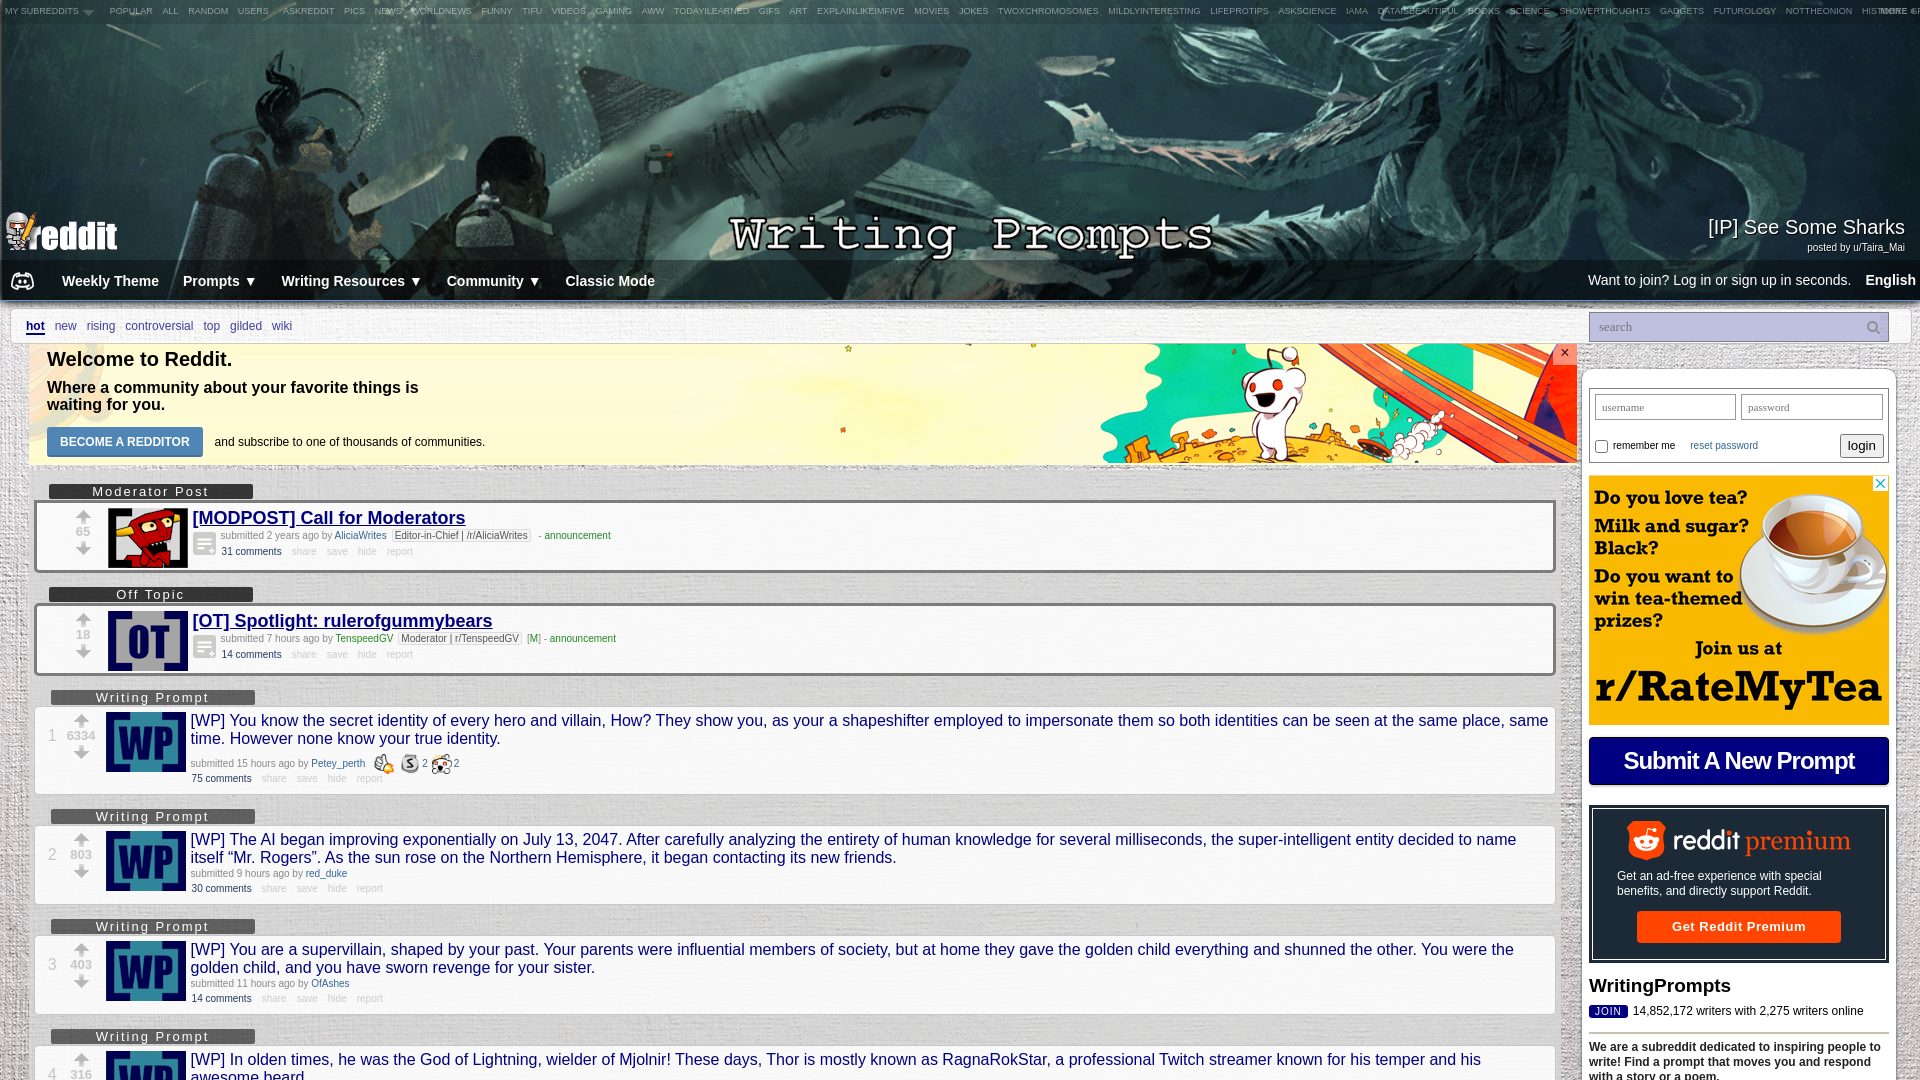 MY SUBREDDITS POPULAR ALL RANDOM USERS ASKREDDIT PICS NEWS WORLDNEWS FUNNY TIFU VIDEOS GAMING AWW TODAYILEARNED GIFS ART EXPLAINLIKEIMFIVE MOVIES JOKES TWOXCHROMOSOMES MILDLYINTERESTING LIFEPROTIPS ASKSCIENCE IAMA DATAISBEAUTIFUL BOOKS SCIENCE SHOWERTHOUGHTS GADGETS FUTUROLOGY NOTTHEONION MORE »
reddit
Writing Prompts
[IP] See Some Sharks
posted by u/Taira_Mai
Weekly Theme Prompts ▼ Writing Resources ▼ Community ▼ Classic Mode
Want to join? Log in or sign up in seconds. English
hot new rising controversial top gilded wiki
search
Welcome to Reddit.
Where a community about your favorite things is
waiting for you.
BECOME A REDDITOR and subscribe to one of thousands of communities.
×
Moderator Post
65
[MODPOST] Call for Moderators
submitted 2 years ago by AliciaWrites Editor-in-Chief | /r/AliciaWrites - announcement
31 comments share save hide report
Off Topic
18
OT
[OT] Spotlight: rulerofgummybears
submitted 7 hours ago by TenspeedGV Moderator | r/TenspeedGV [M] - announcement
14 comments share save hide report
Writing Prompt
1
6334
WP
[WP] You know the secret identity of every hero and villain, How? They show you, as your a shapeshifter employed to impersonate them so both identities can be seen at the same place, same
time. However none know your true identity.
submitted 15 hours ago by Petey_perth S 2 2
75 comments share save hide report
Writing Prompt
2
803
WP
[WP] The AI began improving exponentially on July 13, 2047. After carefully analyzing the entirety of human knowledge for several milliseconds, the super-intelligent entity decided to name
itself “Mr. Rogers”. As the sun rose on the Northern Hemisphere, it began contacting its new friends.
submitted 9 hours ago by red_duke
30 comments share save hide report
Writing Prompt
3
403
WP
[WP] You are a supervillain, shaped by your past. Your parents were influential members of society, but at home they gave the golden child everything and shunned the other. You were the
golden child, and you have sworn revenge for your sister.
submitted 11 hours ago by OfAshes
14 comments share save hide report
Writing Prompt
4
316
WP
[WP] In olden times, he was the God of Lightning, wielder of Mjolnir! These days, Thor is mostly known as RagnaRokStar, a professional Twitch streamer known for his temper and his
awesome beard.
username password
remember me reset password login
Do you love tea?
Milk and sugar?
Black?
Do you want to
win tea-themed
prizes?
Join us at
r/RateMyTea
Submit A New Prompt
reddit premium
Get an ad-free experience with special
benefits, and directly support Reddit.
Get Reddit Premium
WritingPrompts
JOIN 14,852,172 writers with 2,275 writers online
We are a subreddit dedicated to inspiring people to
write! Find a prompt that moves you and respond
with a story or a poem.